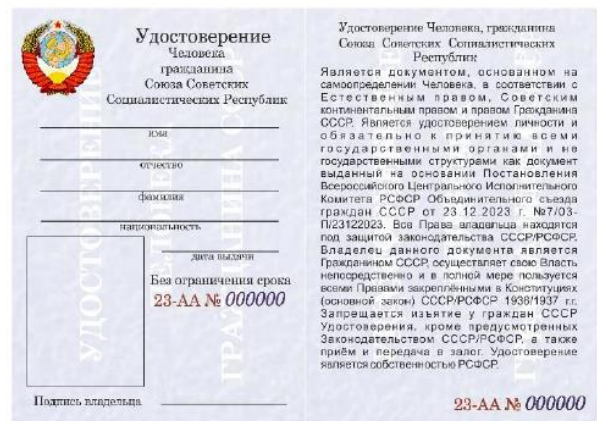 Удостоверение
Человека
гражданина
Союза Советских
Социалистических Республик
имя
отчество
фамилия
национальность
дата выдачи
Без ограничения срока
23-АА № 000000
Подпись владельца
УДОСТОВЕРЕНИЕ
ЧЕЛОВЕКА
ГРАЖДАНИНА СССР
Удостоверение Человека, гражданина
Союза Советских Социалистических
Республик
Является документом, основанном на
самоопределении Человека, в соответствии с
Естественным правом, Советским
континентальным правом и правом Гражданина
СССР. Является удостоверением личности и
обязательно к принятию всеми
государственными органами и не
государственными структурами как документ
выданный на основании Постановления
Всероссийского Центрального Исполнительного
Комитета РСФСР Объединительного съезда
граждан СССР от 23.12.2023 г. №7/03-
П/23122023. Все Права владельца находятся
под защитой законодательства СССР/РСФСР.
Владелец данного документа является
Гражданином СССР, осуществляет свою Власть
непосредственно и в полной мере пользуется
всеми Правами закреплёнными в Конституциях
(основной закон) СССР/РСФСР 1936/1937 г.г.
Запрещается изъятие у граждан СССР
Удостоверения, кроме предусмотренных
Законодательством СССР/РСФСР, а также
приём и передача в залог. Удостоверение
является собственностью РСФСР.
23-АА № 000000